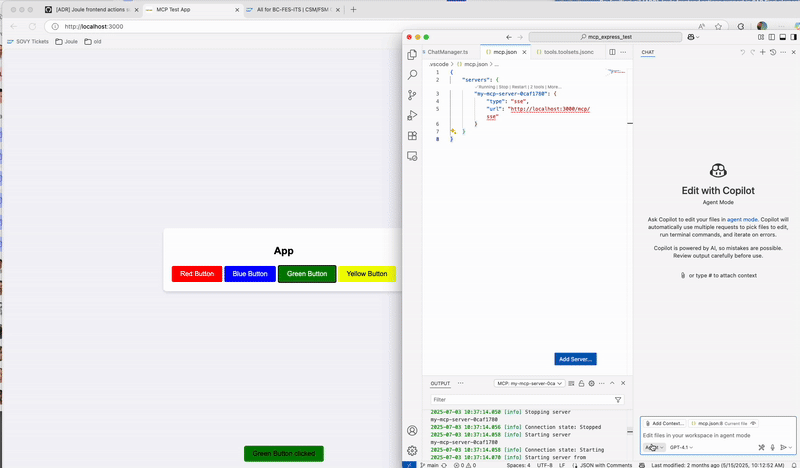 [ADR] Joule frontend actions s
MCP Test App
All for BC-FES-ITS | CSM/FSM
http://localhost:3000
SOVY Tickets
Joule
old
App
Red Button
Blue Button
Green Button
Yellow Button
Green Button clicked
mcp_express_test
ChatManager.ts
mcp.json
tools.toolsets.jsonc
.vscode > mcp.json > ...
1 {
2 "servers": {
Running | Stop | Restart | 2 tools | More...
3 "my-mcp-server-0caf1780": {
4 "type": "sse",
5 "url": "http://localhost:3000/mcp/
sse"
6 }
7 }
8 }
Add Server...
OUTPUT
MCP: my-mcp-server-0ca
Filter
2025-07-03 10:37:14.050 [info] Stopping server
my-mcp-server-0caf1780
2025-07-03 10:37:14.056 [info] Connection state: Stopped
2025-07-03 10:37:14.058 [info] Starting server
my-mcp-server-0caf1780
2025-07-03 10:37:14.058 [info] Connection state: Starting
2025-07-03 10:37:14.078 [info] Starting server from
CHAT
Edit with Copilot
Agent Mode
Ask Copilot to edit your files in agent mode. Copilot will
automatically use multiple requests to pick files to edit,
run terminal commands, and iterate on errors.
Copilot is powered by AI, so mistakes are possible.
Review output carefully before use.
or type # to attach context
Add Context...
mcp.json:8 Current file
Edit files in your workspace in agent mode
GPT-4.1
main
0
0
Spaces: 4
UTF-8
LF
JSON with Comments
Last modified: 2 months ago (5/15/2025, 10:12:52 AM)